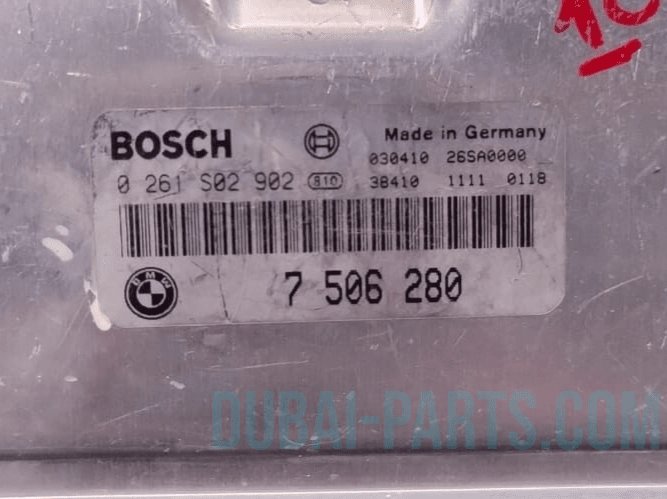 10
BOSCH
Made in Germany
030410 26SA0000
0 261 S02 902 810
38410 1111 0118
BMW
7 506 280
DUBAI-PARTS.COM